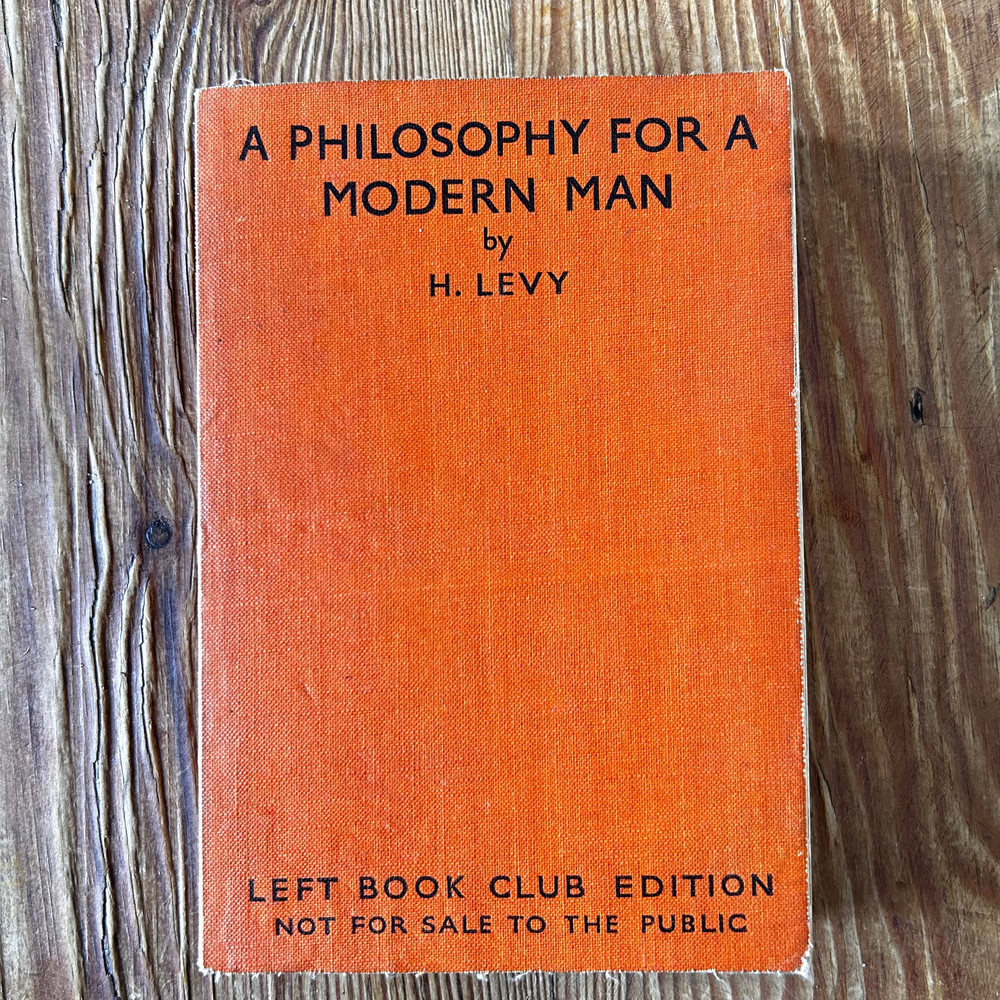 A PHILOSOPHY FOR A
MODERN MAN
by
H. LEVY
LEFT BOOK CLUB EDITION
NOT FOR SALE TO THE PUBLIC